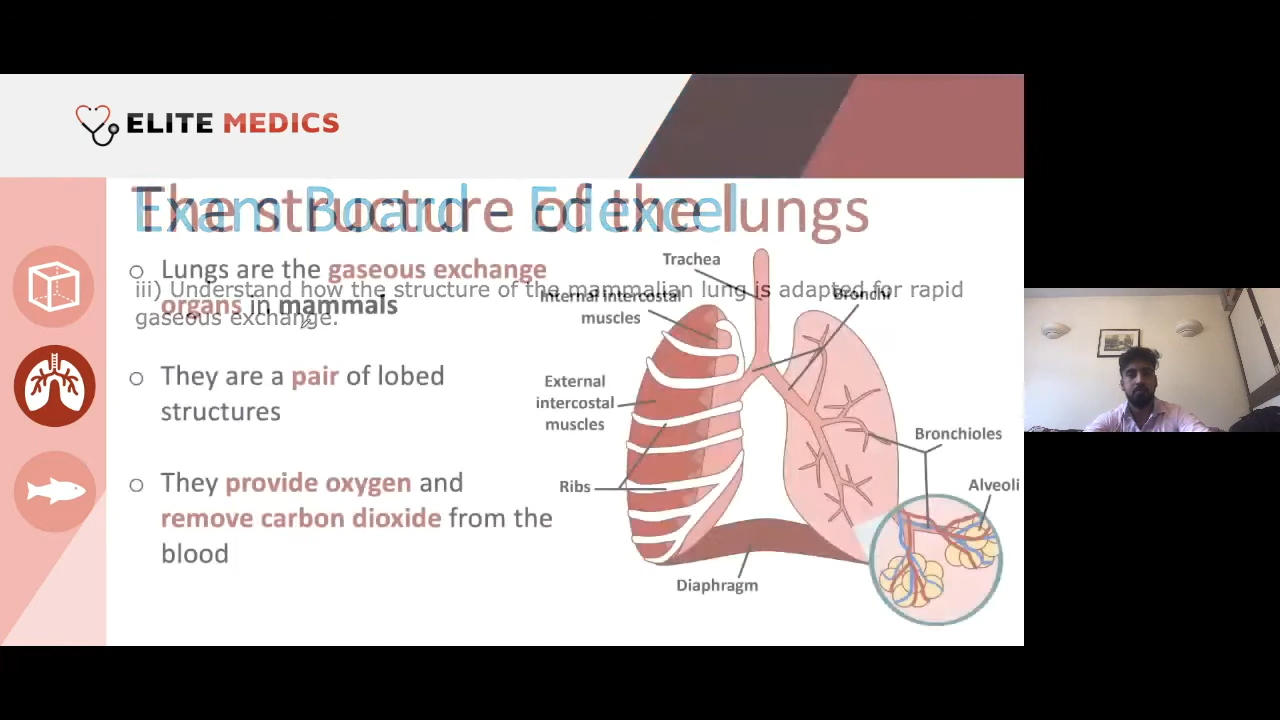 ELITE MEDICS
The structure of the lungs
Exam Board - Edexcel
Lungs are the gaseous exchange
organs in mammals
iii) Understand how the structure of the mammalian lung is adapted for rapid
gaseous exchange.
They are a pair of lobed
structures
They provide oxygen and
remove carbon dioxide from the
blood
Trachea
Internal intercostal
muscles
Bronchi
External
intercostal
muscles
Bronchioles
Ribs
Alveoli
Diaphragm